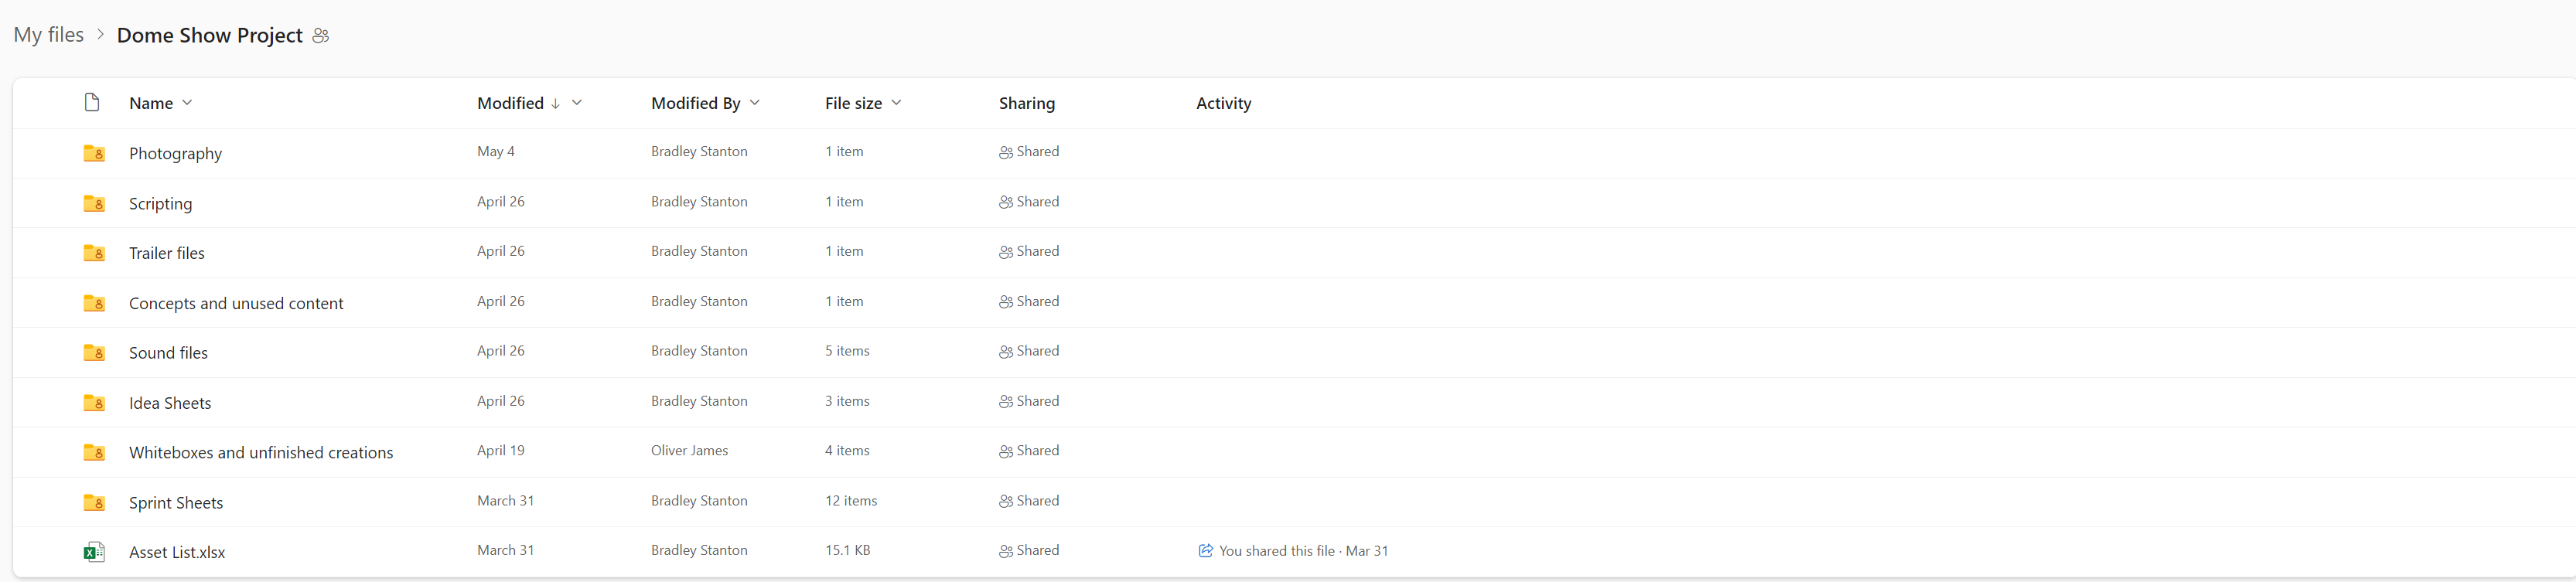 My files > Dome Show Project
Name Modified Modified By File size Sharing Activity
Photography May 4 Bradley Stanton 1 item Shared
Scripting April 26 Bradley Stanton 1 item Shared
Trailer files April 26 Bradley Stanton 1 item Shared
Concepts and unused content April 26 Bradley Stanton 1 item Shared
Sound files April 26 Bradley Stanton 5 items Shared
Idea Sheets April 26 Bradley Stanton 3 items Shared
Whiteboxes and unfinished creations April 19 Oliver James 4 items Shared
Sprint Sheets March 31 Bradley Stanton 12 items Shared
Asset List.xlsx March 31 Bradley Stanton 15.1 KB Shared You shared this file · Mar 31